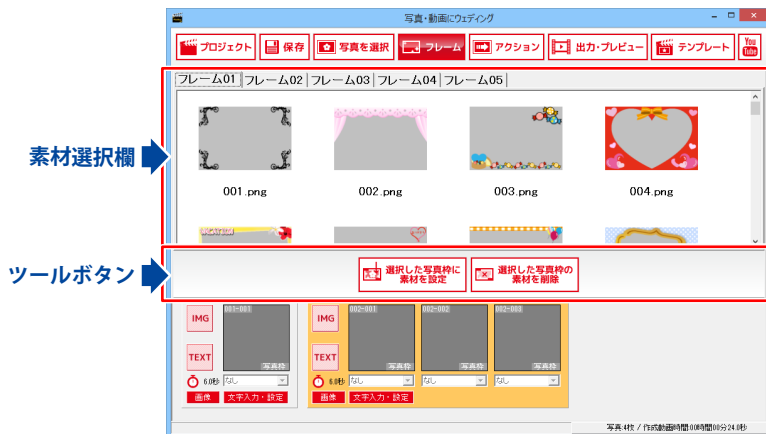 写真・動画にウェディング
プロジェクト 保存 写真を選択 フレーム アクション 出力・プレビュー テンプレート You Tube
フレーム01 フレーム02 フレーム03 フレーム04 フレーム05
素材選択欄
001.png 002.png 003.png 004.png
ツールボタン
選択した写真枠に 素材を設定
選択した写真枠の 素材を削除
IMG 001-001 IMG 002-001 002-002 002-003
TEXT 写真枠 TEXT 写真枠 写真枠 写真枠
6.0秒 なし 6.0秒 なし なし なし
画像 文字入力・設定 画像 文字入力・設定
写真:4枚 / 作成動画時間:00時間00分24.0秒